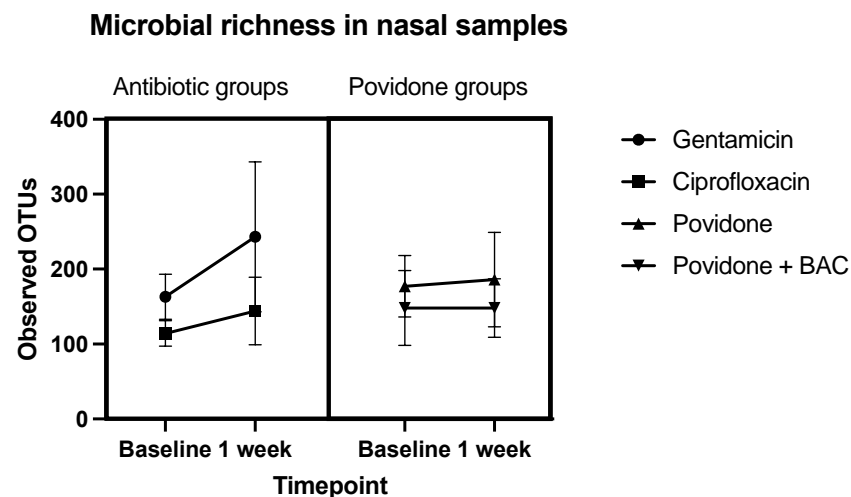 Microbial richness in nasal samples
Antibiotic groups
Povidone groups
400
300
200
100
0
Observed OTUs
Baseline 1 week
Baseline 1 week
Timepoint
Gentamicin
Ciprofloxacin
Povidone
Povidone + BAC